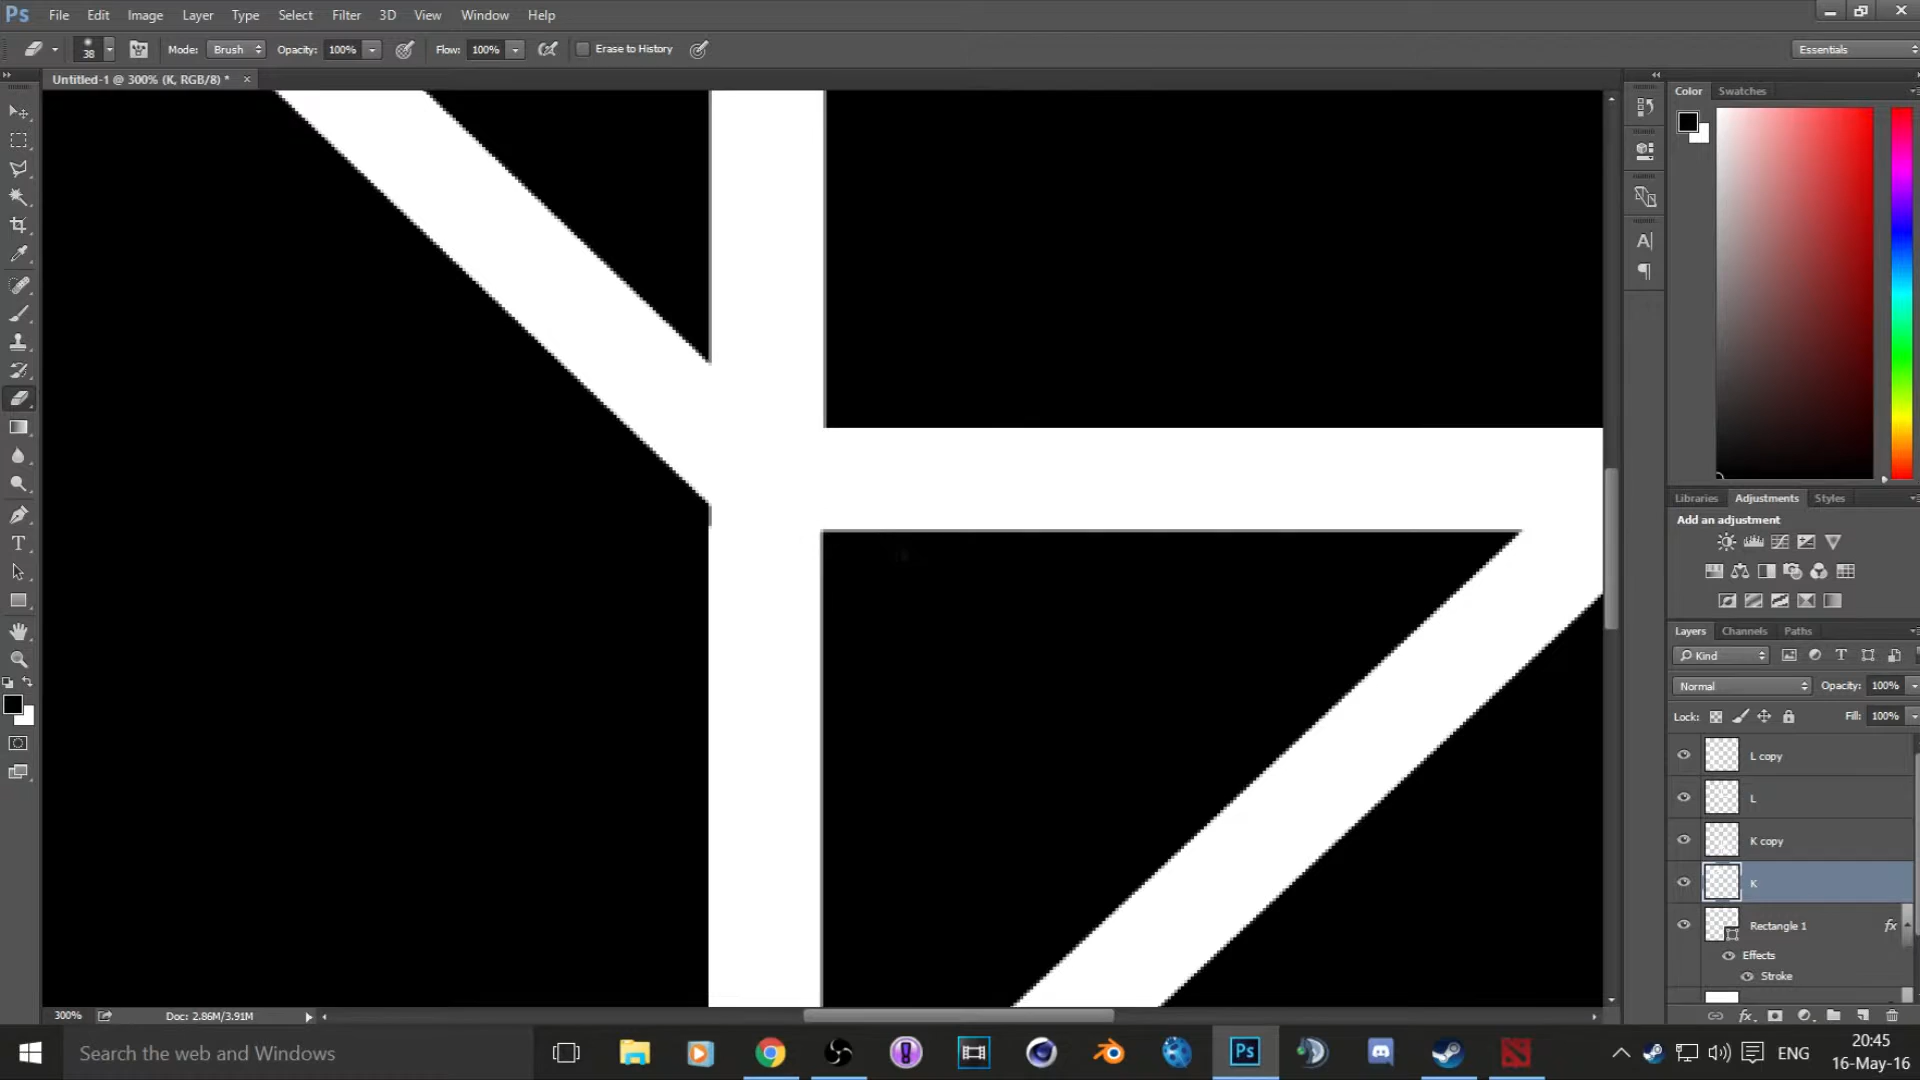 Ps File Edit Image Layer Type Select Filter 3D View Window Help
38 Mode: Brush Opacity: 100% Flow: 100% Erase to History Essentials
Untitled-1 @ 300% (K, RGB/8) * ×
Color Swatches
Libraries Adjustments Styles
Add an adjustment
Layers Channels Paths
Kind
Normal Opacity: 100%
Lock: Fill: 100%
L copy
L
K copy
K
Rectangle 1 fx
Effects
Stroke
300% Doc: 2.86M/3.91M
Search the web and Windows
Ps
ENG
20:45
16-May-16